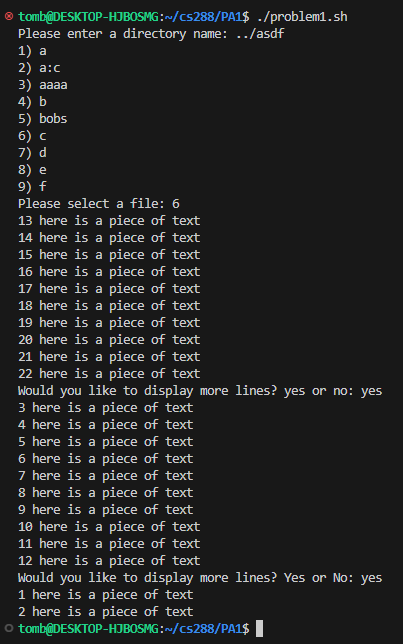 tomb@DESKTOP-HJBOSMG:~/cs288/PA1$ ./problem1.sh
Please enter a directory name: ../asdf
1) a
2) a:c
3) aaaa
4) b
5) bobs
6) c
7) d
8) e
9) f
Please select a file: 6
13 here is a piece of text
14 here is a piece of text
15 here is a piece of text
16 here is a piece of text
17 here is a piece of text
18 here is a piece of text
19 here is a piece of text
20 here is a piece of text
21 here is a piece of text
22 here is a piece of text
Would you like to display more lines? yes or no: yes
3 here is a piece of text
4 here is a piece of text
5 here is a piece of text
6 here is a piece of text
7 here is a piece of text
8 here is a piece of text
9 here is a piece of text
10 here is a piece of text
11 here is a piece of text
12 here is a piece of text
Would you like to display more lines? Yes or No: yes
1 here is a piece of text
2 here is a piece of text
tomb@DESKTOP-HJBOSMG:~/cs288/PA1$